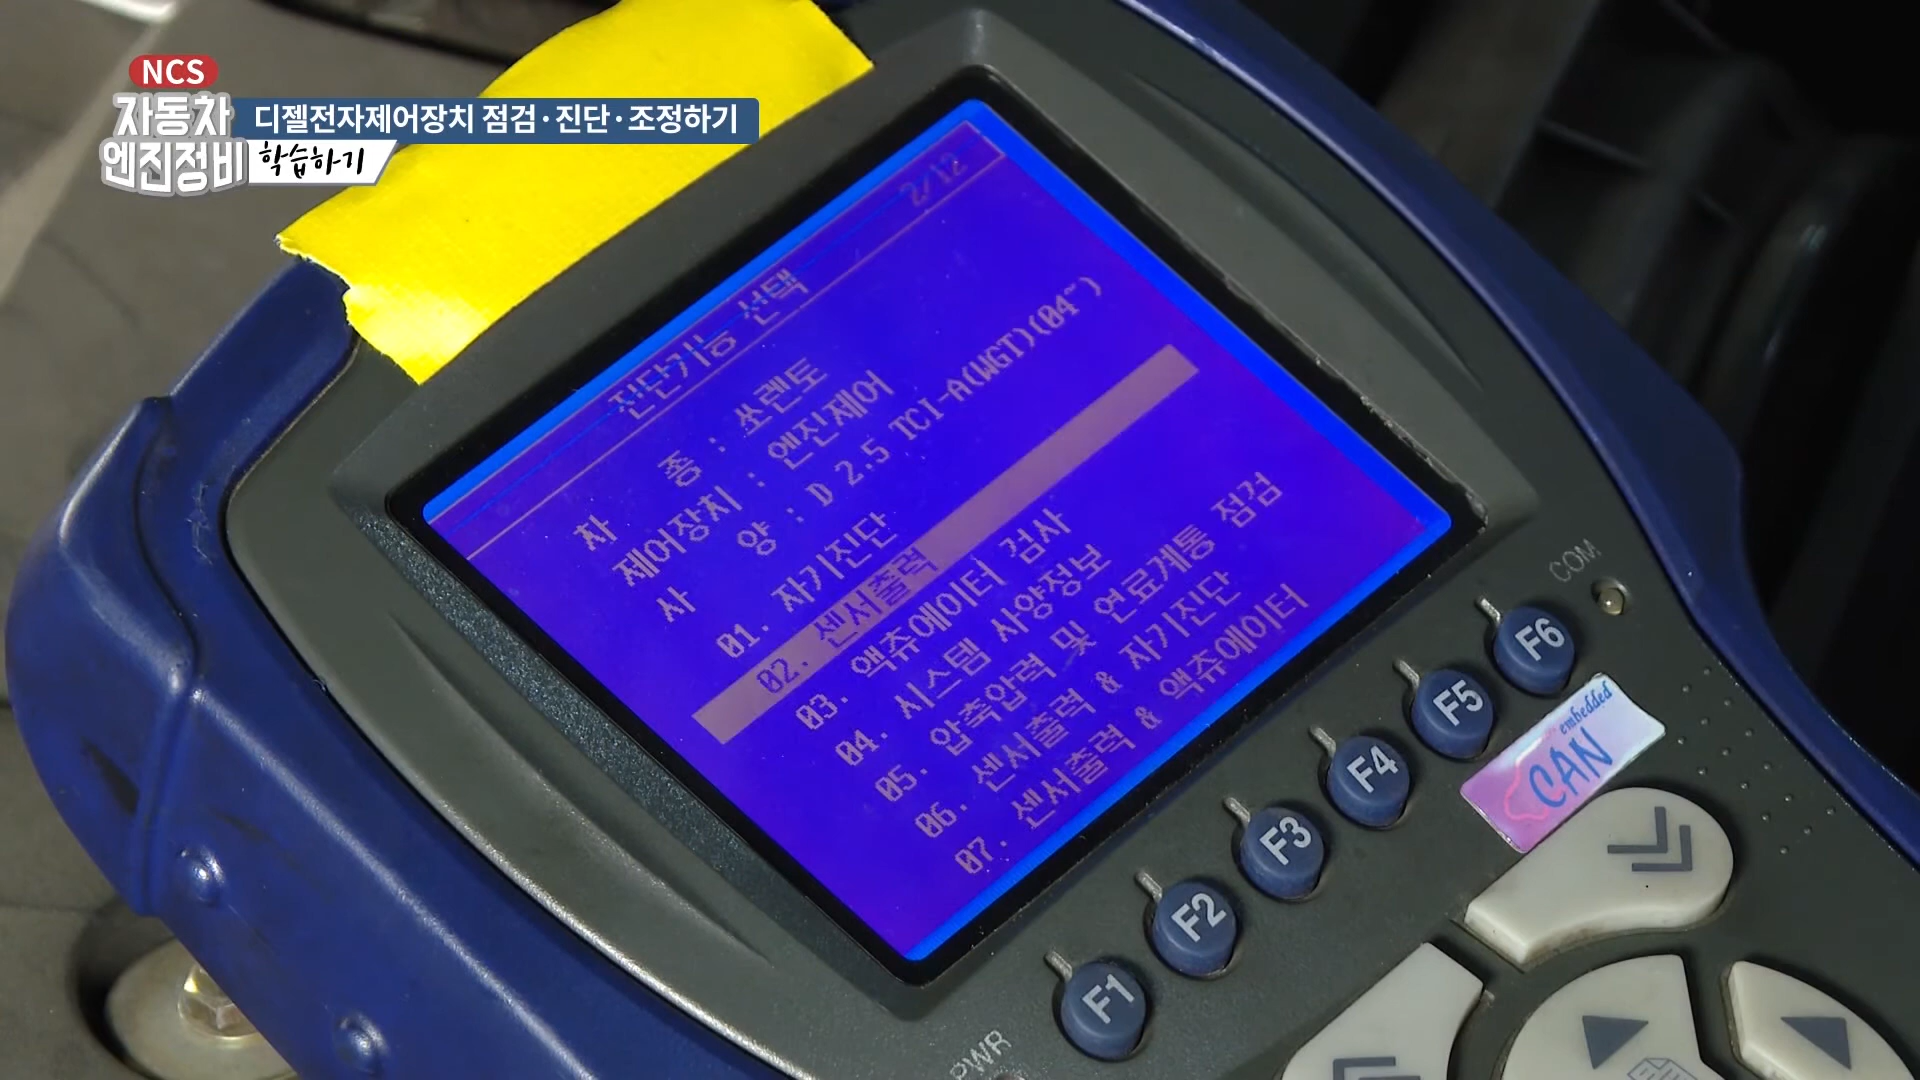 NCS
자동차
엔진정비
디젤전자제어장치 점검·진단·조정하기
학습하기
진단기능 선택 2/12
차 종 : 쏘렌토
제어장치 : 엔진제어
사 양 : D 2.5 TCI-A(WGT)(04~)
01. 자기진단
02. 센서출력
03. 액츄에이터 검사
04. 시스템 사양정보
05. 압축압력 및 연료계통 점검
06. 센서출력 & 자기진단
07. 센서출력 & 액츄에이터
COM
F6
F5
F4
F3
F2
F1
embedded
CAN
PWR